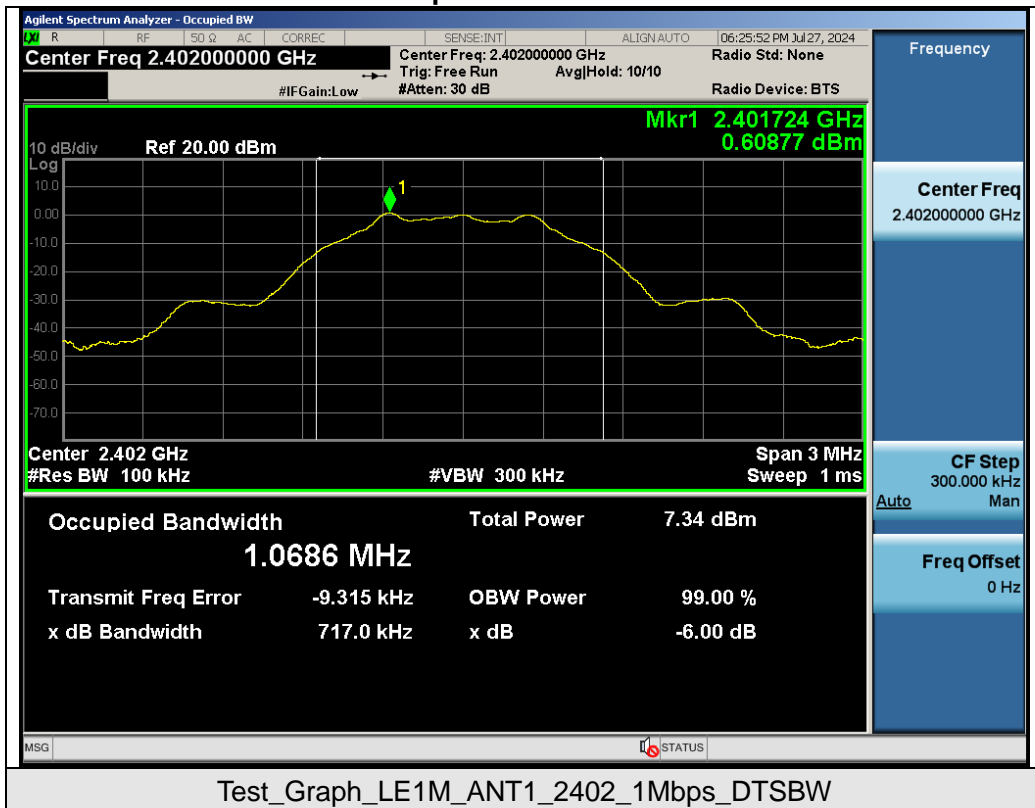 Agilent Spectrum Analyzer - Occupied BW
LXI R RF 50 Ω AC CORREC SENSE:INT ALIGN AUTO 06:25:52 PM Jul 27, 2024
Center Freq 2.402000000 GHz
Center Freq: 2.402000000 GHz
Radio Std: None
Trig: Free Run Avg|Hold: 10/10
#IFGain:Low
#Atten: 30 dB
Radio Device: BTS
Frequency
Mkr1 2.401724 GHz
0.60877 dBm
10 dB/div Ref 20.00 dBm
Log
10.0
1
0.00
-10.0
-20.0
-30.0
-40.0
-50.0
-60.0
-70.0
Center 2.402 GHz
Span 3 MHz
#Res BW 100 kHz
#VBW 300 kHz
Sweep 1 ms
Center Freq
2.402000000 GHz
CF Step
300.000 kHz
Auto Man
Freq Offset
0 Hz
Occupied Bandwidth
1.0686 MHz
Total Power 7.34 dBm
Transmit Freq Error -9.315 kHz
OBW Power 99.00 %
x dB Bandwidth 717.0 kHz
x dB -6.00 dB
MSG
STATUS
Test_Graph_LE1M_ANT1_2402_1Mbps_DTSBW